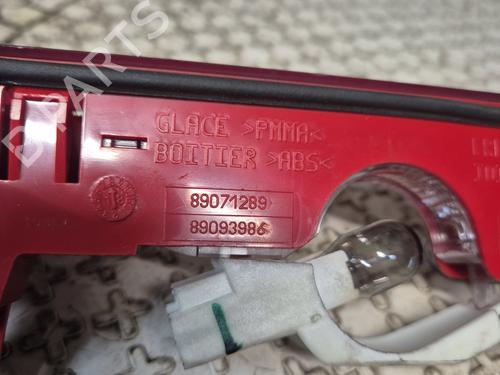 B PARTS
GLACE >PMMA<
BOITIER >ABS<
89071289
89093986